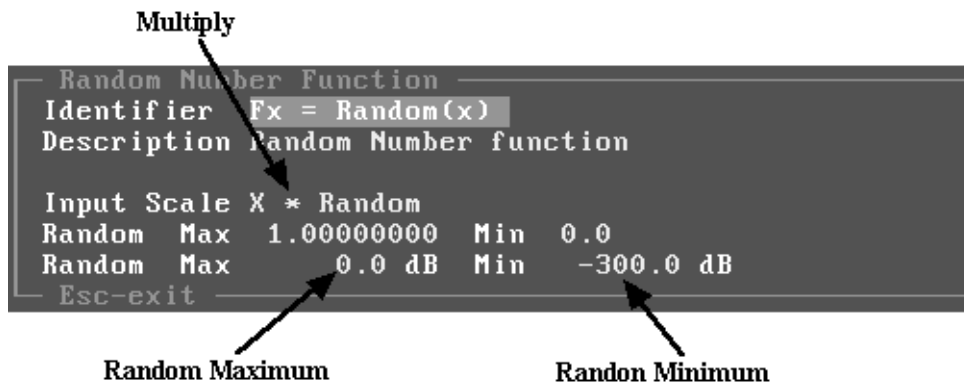 Multiply
Random Number Function
Identifier Fx = Random(x)
Description Random Number function
Input Scale X * Random
Random Max 1.00000000 Min 0.0
Random Max 0.0 dB Min -300.0 dB
Esc-exit
Random Maximum
Randon Minimum